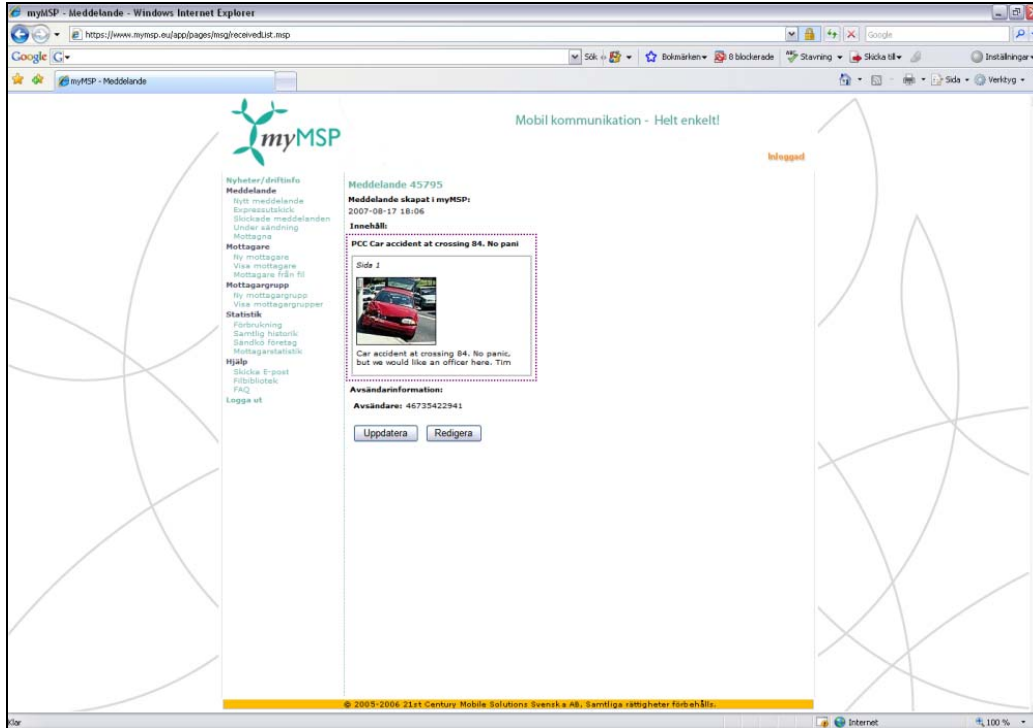 myMSP - Meddelande - Windows Internet Explorer
https://www.mymsp.eu/app/pages/msg/receivedList.msp
Google
Google
Sök
Bokmärken
8 blockerade
Stavning
Skicka till
Inställningar
myMSP - Meddelande
Sida
Verktyg
myMSP
Mobil kommunikation - Helt enkelt!
Inloggad
Nyheter/driftinfo
Meddelande
Nytt meddelande
Expressutskick
Skickade meddelanden
Under sändning
Mottagna
Mottagare
Ny mottagare
Visa mottagare
Mottagare från fil
Mottagargrupp
Ny mottagargrupp
Visa mottagargrupper
Statistik
Förbrukning
Samtlig historik
Sändkö företag
Mottagarstatistik
Hjälp
Skicka E-post
Filbibliotek
FAQ
Logga ut
Meddelande 45795
Meddelande skapat i myMSP:
2007-08-17 18:06
Innehåll:
PCC Car accident at crossing 84. No pani
Sida 1
Car accident at crossing 84. No panic,
but we would like an officer here. Tim
Avsändarinformation:
Avsändare: 46735422941
Uppdatera
Redigera
© 2005-2006 21st Century Mobile Solutions Svenska AB, Samtliga rättigheter förbehålls.
Klar
Internet
100 %